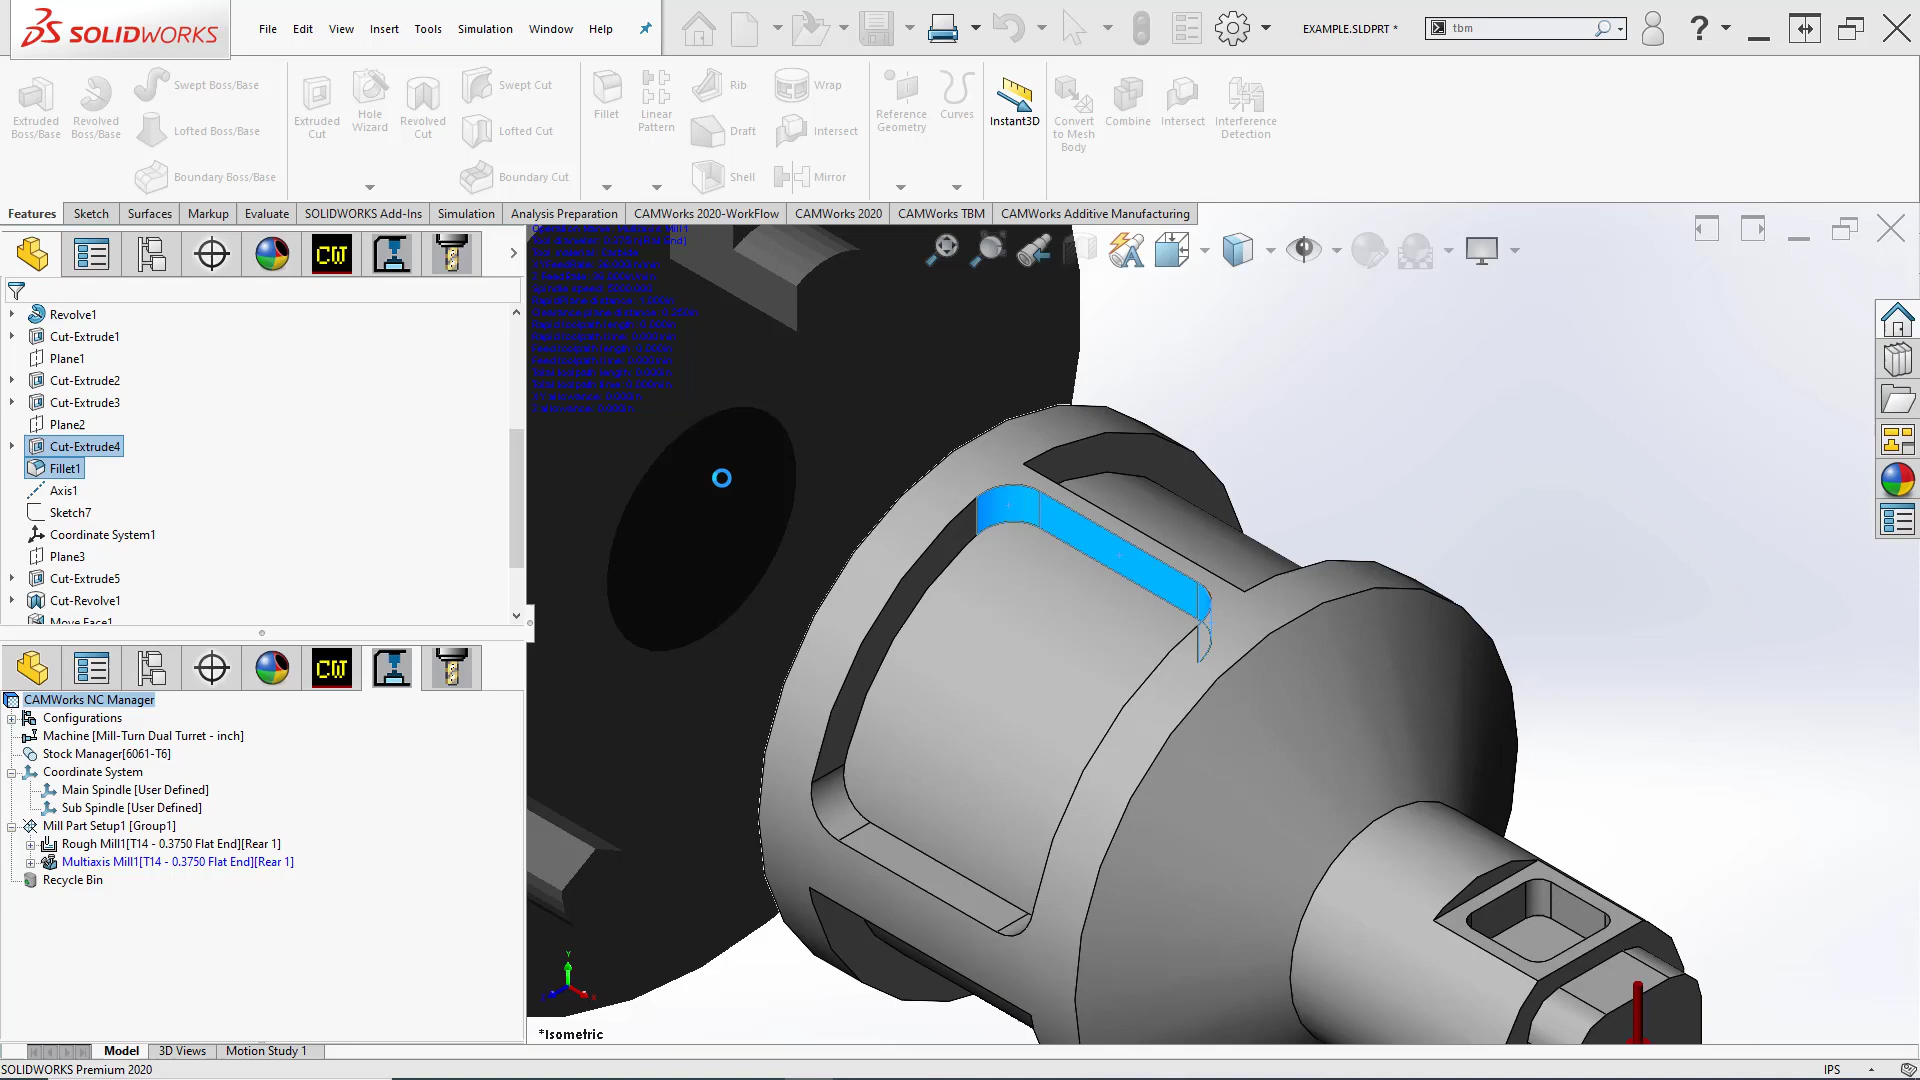 SOLIDWORKS
File Edit View Insert Tools Simulation Window Help
EXAMPLE.SLDPRT *
tbm
?
Extruded Boss/Base
Revolved Boss/Base
Swept Boss/Base
Lofted Boss/Base
Boundary Boss/Base
Extruded Cut
Hole Wizard
Revolved Cut
Swept Cut
Lofted Cut
Boundary Cut
Fillet
Linear Pattern
Rib
Draft
Shell
Wrap
Intersect
Mirror
Reference Geometry
Curves
Instant3D
Convert to Mesh Body
Combine
Intersect
Interference Detection
Features Sketch Surfaces Markup Evaluate SOLIDWORKS Add-Ins Simulation Analysis Preparation CAMWorks 2020-WorkFlow CAMWorks 2020 CAMWorks TBM CAMWorks Additive Manufacturing
CW
Revolve1
Cut-Extrude1
Plane1
Cut-Extrude2
Cut-Extrude3
Plane2
Cut-Extrude4
Fillet1
Axis1
Sketch7
Coordinate System1
Plane3
Cut-Extrude5
Cut-Revolve1
Move Face1
CW
CAMWorks NC Manager
Configurations
Machine [Mill-Turn Dual Turret - inch]
Stock Manager[6061-T6]
Coordinate System
Main Spindle [User Defined]
Sub Spindle [User Defined]
Mill Part Setup1 [Group1]
Rough Mill1[T14 - 0.3750 Flat End][Rear 1]
Multiaxis Mill1[T14 - 0.3750 Flat End][Rear 1]
Recycle Bin
Y
X
*Isometric
Model 3D Views Motion Study 1
SOLIDWORKS Premium 2020
IPS